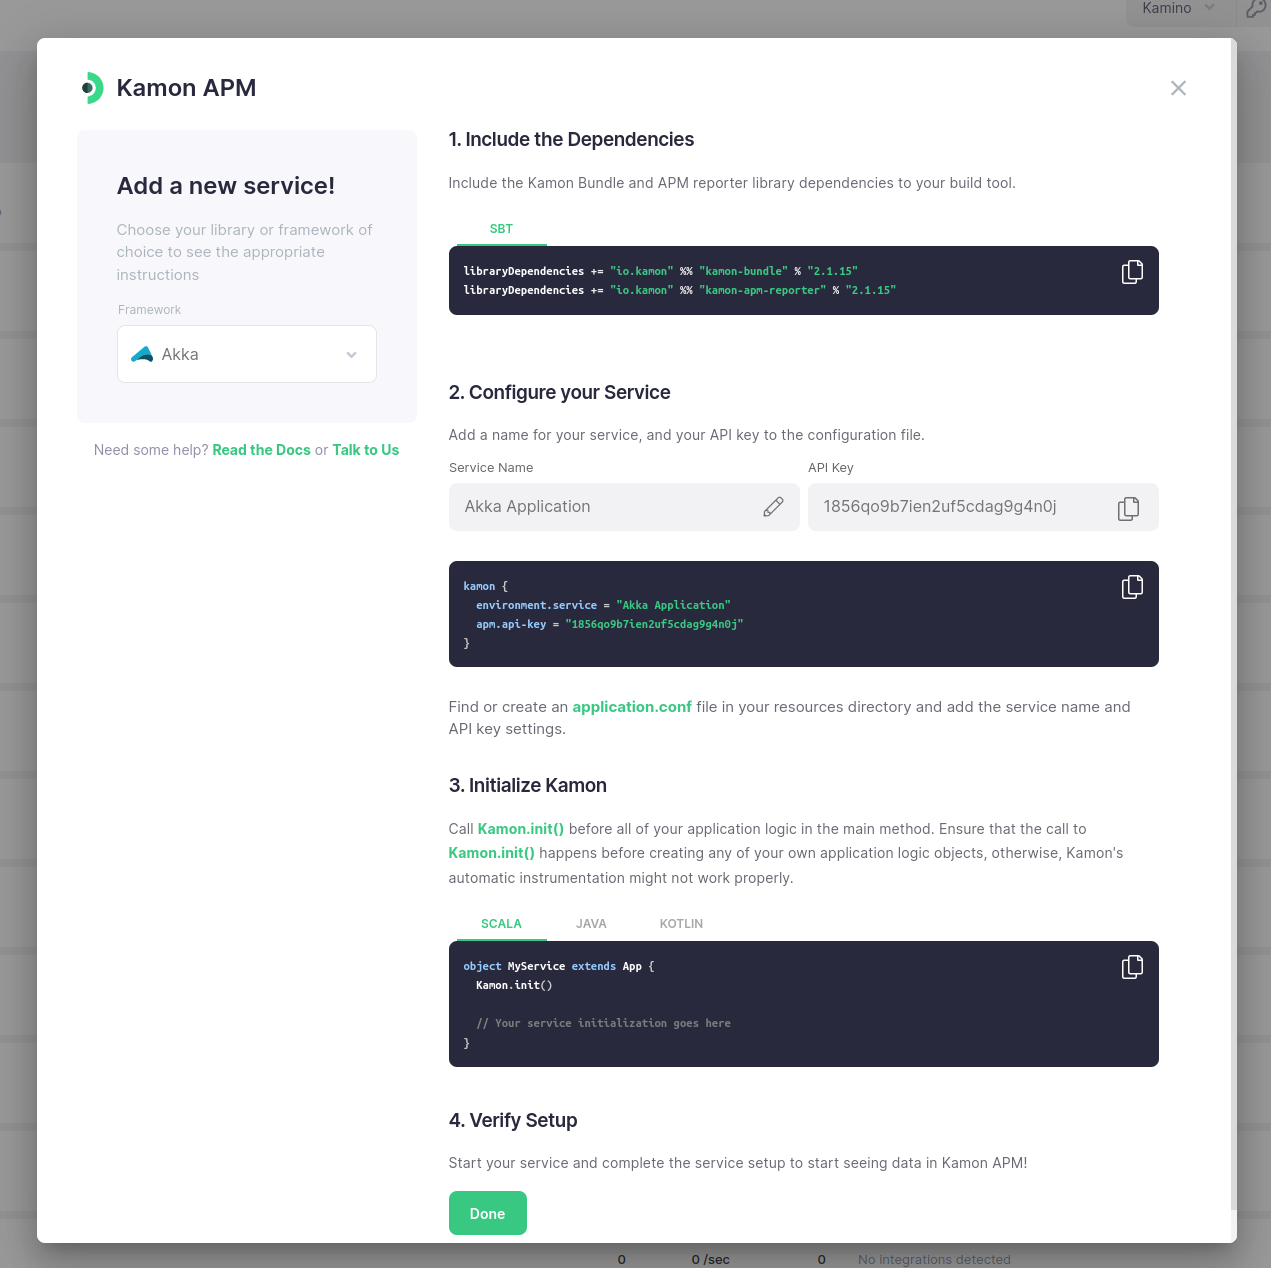 Kamino
Kamon APM
Add a new service!
Choose your library or framework of
choice to see the appropriate
instructions
Framework
Akka
Need some help? Read the Docs or Talk to Us
1. Include the Dependencies
Include the Kamon Bundle and APM reporter library dependencies to your build tool.
SBT
libraryDependencies += "io.kamon" %% "kamon-bundle" % "2.1.15"
libraryDependencies += "io.kamon" %% "kamon-apm-reporter" % "2.1.15"
2. Configure your Service
Add a name for your service, and your API key to the configuration file.
Service Name API Key
Akka Application 1856qo9b7ien2uf5cdag9g4n0j
kamon {
  environment.service = "Akka Application"
  apm.api-key = "1856qo9b7ien2uf5cdag9g4n0j"
}
Find or create an application.conf file in your resources directory and add the service name and
API key settings.
3. Initialize Kamon
Call Kamon.init() before all of your application logic in the main method. Ensure that the call to
Kamon.init() happens before creating any of your own application logic objects, otherwise, Kamon's
automatic instrumentation might not work properly.
SCALA JAVA KOTLIN
object MyService extends App {
  Kamon.init()
  // Your service initialization goes here
}
4. Verify Setup
Start your service and complete the service setup to start seeing data in Kamon APM!
Done
0 0 /sec 0 No integrations detected